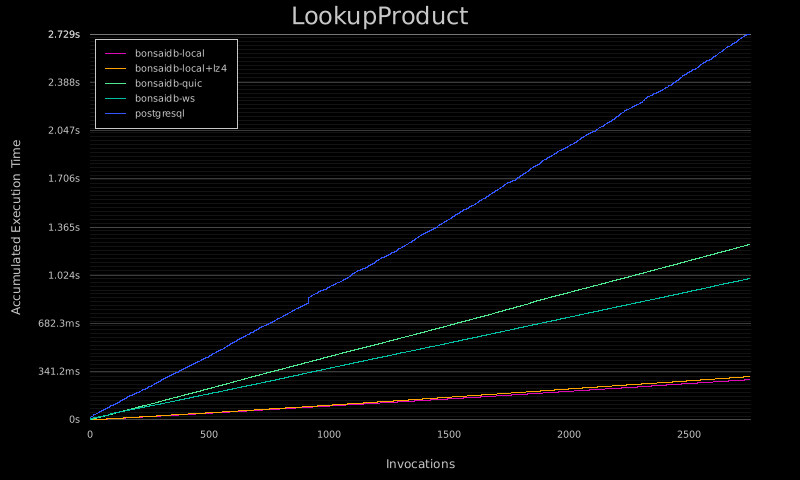 LookupProduct
2.729s
2.388s
2.047s
1.706s
1.365s
1.024s
682.3ms
341.2ms
0s
bonsaidb-local
bonsaidb-local+lz4
bonsaidb-quic
bonsaidb-ws
postgresql
Accumulated Execution Time
0
500
1000
1500
2000
2500
Invocations